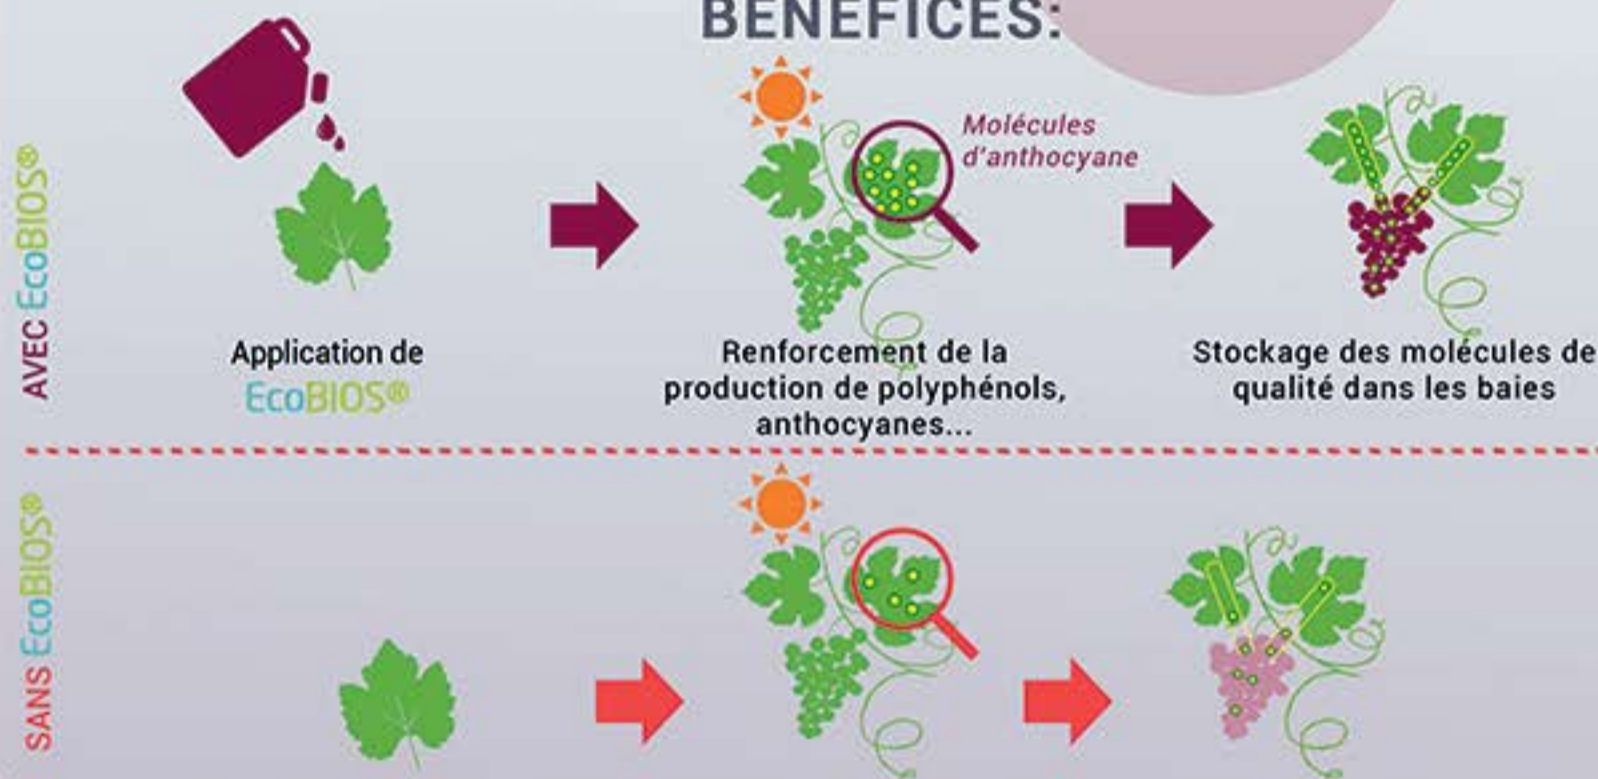 BÉNÉFICES:
AVEC EcoBIOS®
Molécules
d'anthocyane
Application de
EcoBIOS®
Renforcement de la
production de polyphénols,
anthocyanes...
Stockage des molécules de
qualité dans les baies
SANS EcoBIOS®